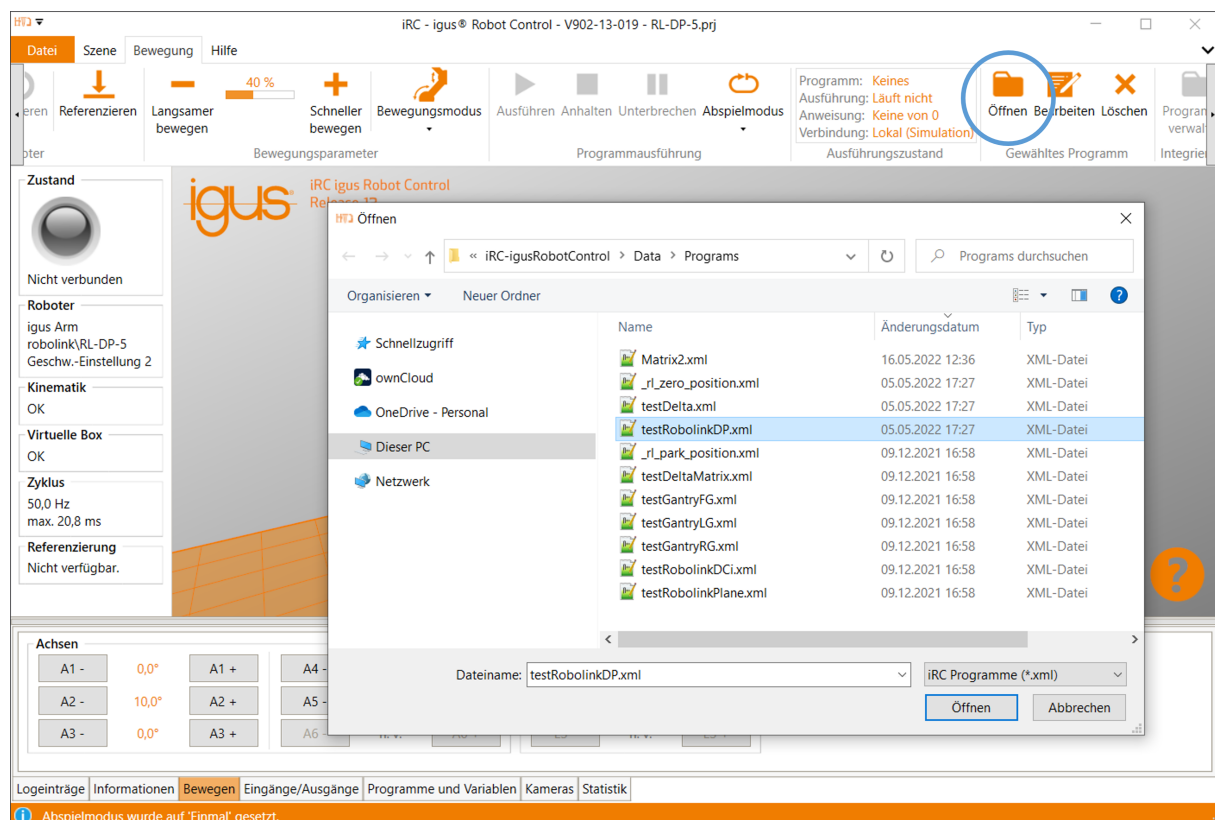 iRC - igus® Robot Control - V902-13-019 - RL-DP-5.prj
Datei Szene Bewegung Hilfe
40 %
eren Referenzieren Langsamer bewegen Schneller bewegen Bewegungsmodus Ausführen Anhalten Unterbrechen Abspielmodus
Programm: Keines
Ausführung: Läuft nicht
Anweisung: Keine von 0
Verbindung: Lokal (Simulation)
Öffnen Bearbeiten Löschen
Program
verwal
oter Bewegungsparameter Programmausführung Ausführungszustand Gewähltes Programm Integrier
Zustand
Nicht verbunden
Roboter
igus Arm
robolink\RL-DP-5
Geschw.-Einstellung 2
Kinematik
OK
Virtuelle Box
OK
Zyklus
50,0 Hz
max. 20,8 ms
Referenzierung
Nicht verfügbar.
igus
iRC igus Robot Control
Öffnen
« iRC-igusRobotControl > Data > Programs
Programs durchsuchen
Organisieren Neuer Ordner
?
Schnellzugriff
ownCloud
OneDrive - Personal
Dieser PC
Netzwerk
Name Änderungsdatum Typ
Matrix2.xml 16.05.2022 12:36 XML-Datei
_rl_zero_position.xml 05.05.2022 17:27 XML-Datei
testDelta.xml 05.05.2022 17:27 XML-Datei
testRobolinkDP.xml 05.05.2022 17:27 XML-Datei
_rl_park_position.xml 09.12.2021 16:58 XML-Datei
testDeltaMatrix.xml 09.12.2021 16:58 XML-Datei
testGantryFG.xml 09.12.2021 16:58 XML-Datei
testGantryLG.xml 09.12.2021 16:58 XML-Datei
testGantryRG.xml 09.12.2021 16:58 XML-Datei
testRobolinkDCi.xml 09.12.2021 16:58 XML-Datei
testRobolinkPlane.xml 09.12.2021 16:58 XML-Datei
Dateiname: testRobolinkDP.xml iRC Programme (*.xml)
Öffnen Abbrechen
?
Achsen
A1 - 0,0° A1 + A4 -
A2 - 10,0° A2 + A5 -
A3 - 0,0° A3 + A6 -
Logeinträge Informationen Bewegen Eingänge/Ausgänge Programme und Variablen Kameras Statistik
Abspielmodus wurde auf 'Einmal' gesetzt.